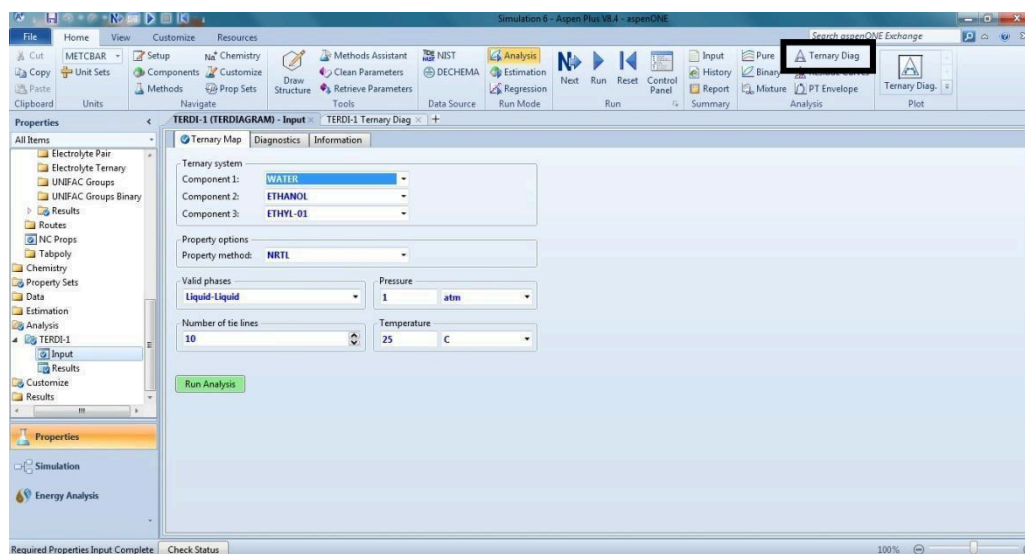 Simulation 6 - Aspen Plus V8.4 - aspenONE
File Home View Customize Resources Search aspenONE Exchange
Cut METCBAR Setup Na+ Chemistry Methods Assistant NIST Analysis Input Pure Ternary Diag
Copy Unit Sets Components Customize Draw Structure Clean Parameters DECHEMA Estimation Next Run Reset Control Panel History Binary Ternary Diag.
Paste Methods Prop Sets Retrieve Parameters Regression Report Mixture PT Envelope
Clipboard Units Navigate Tools Data Source Run Mode Run Summary Analysis Plot
Properties TERDI-1 (TERDIAGRAM) - Input TERDI-1 Ternary Diag +
All Items Ternary Map Diagnostics Information
Electrolyte Pair
Electrolyte Ternary
UNIFAC Groups
UNIFAC Groups Binary
Results
Routes
NC Props
Tabpoly
Chemistry
Property Sets
Data
Estimation
Analysis
TERDI-1
Input
Results
Customize
Results
Properties
Simulation
Energy Analysis
Ternary system
Component 1: WATER
Component 2: ETHANOL
Component 3: ETHYL-01
Property options
Property method: NRTL
Valid phases Pressure
Liquid-Liquid 1 atm
Number of tie lines Temperature
10 25 C
Run Analysis
Required Properties Input Complete Check Status 100%